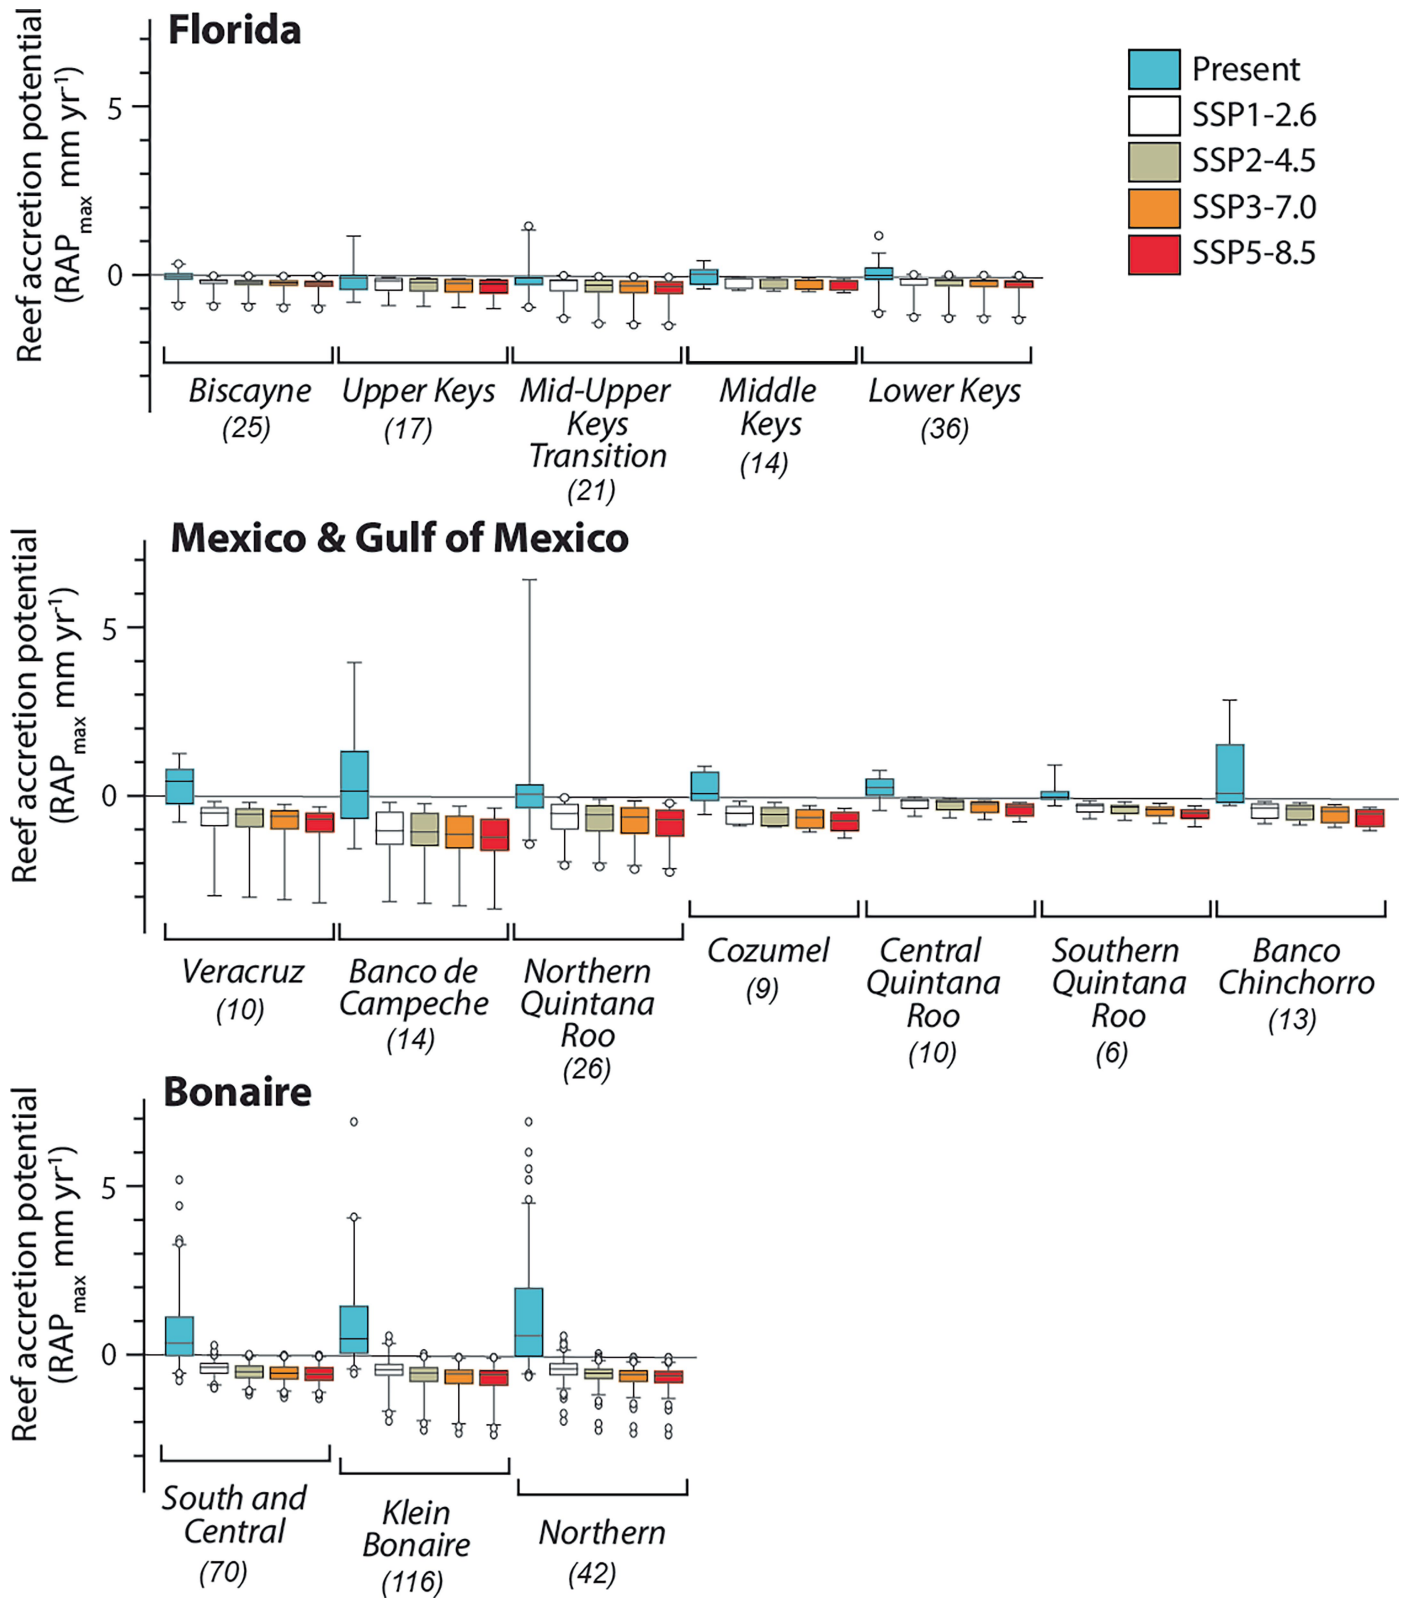 Florida
Reef accretion potential
(RAPmax mm yr-1)
5
0
Present
SSP1-2.6
SSP2-4.5
SSP3-7.0
SSP5-8.5
Biscayne
(25)
Upper Keys
(17)
Mid-Upper
Keys
Transition
(21)
Middle
Keys
(14)
Lower Keys
(36)
Mexico & Gulf of Mexico
Reef accretion potential
(RAPmax mm yr-1)
5
0
Veracruz
(10)
Banco de
Campeche
(14)
Northern
Quintana
Roo
(26)
Cozumel
(9)
Central
Quintana
Roo
(10)
Southern
Quintana
Roo
(6)
Banco
Chinchorro
(13)
Bonaire
Reef accretion potential
(RAPmax mm yr-1)
5
0
South and
Central
(70)
Klein
Bonaire
(116)
Northern
(42)